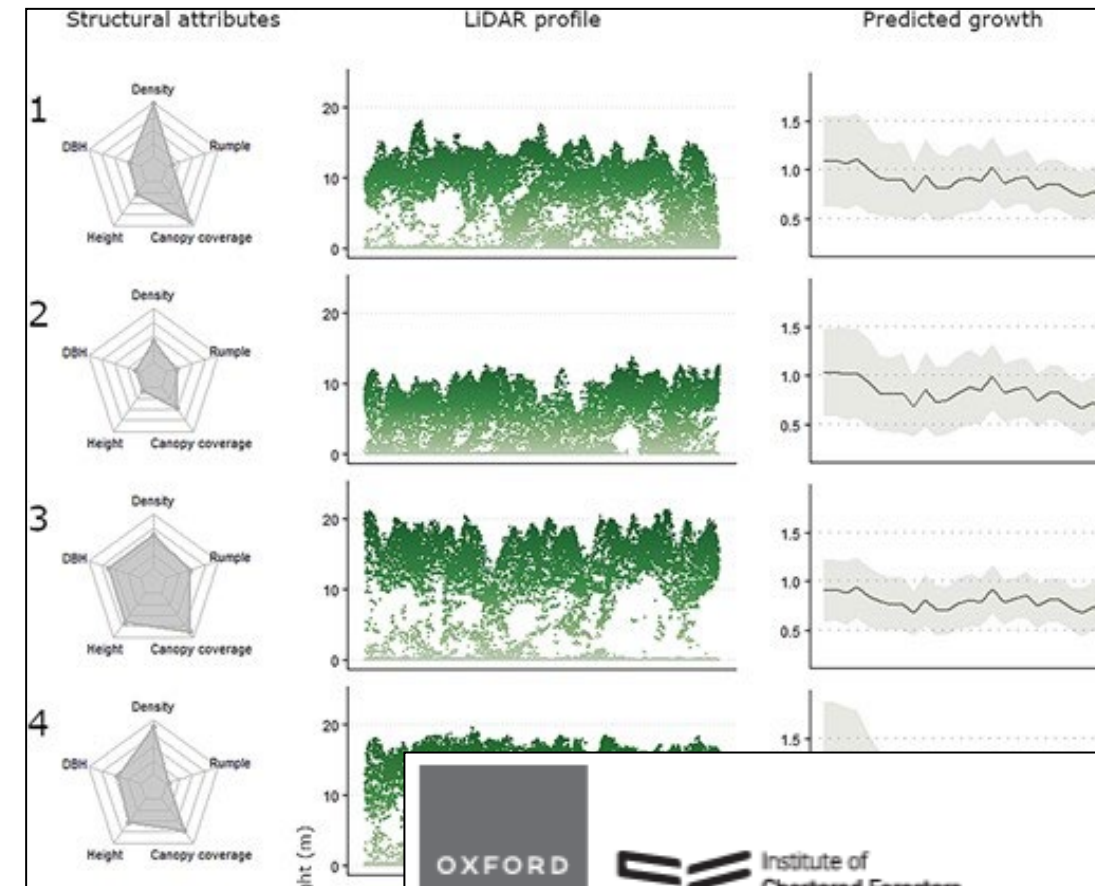 Structural attributes
LiDAR profile
Predicted growth
1
Density
DBH
Rumple
Height
Canopy coverage
20
10
0
1.5
1.0
0.5
2
Density
DBH
Rumple
Height
Canopy coverage
20
10
0
1.5
1.0
0.5
3
Density
DBH
Rumple
Height
Canopy coverage
20
10
0
1.5
1.0
0.5
4
Density
DBH
Rumple
Height
Canopy coverage
20
10
0
(m)
1.5
OXFORD
Institute of
Chartered Foresters